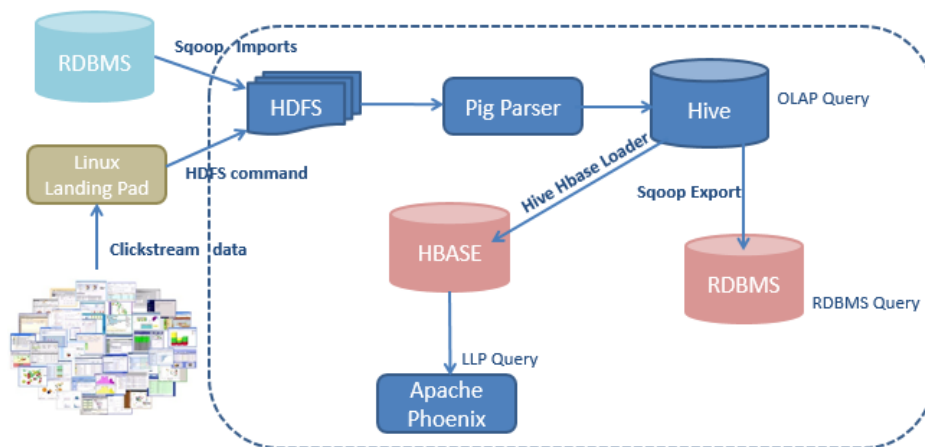 RDBMS
Sqoop Imports
HDFS
Pig Parser
Hive
OLAP Query
Linux
Landing Pad
HDFS command
Hive Hbase Loader
Sqoop Export
Clickstream data
HBASE
RDBMS
RDBMS Query
LLP Query
Apache
Phoenix